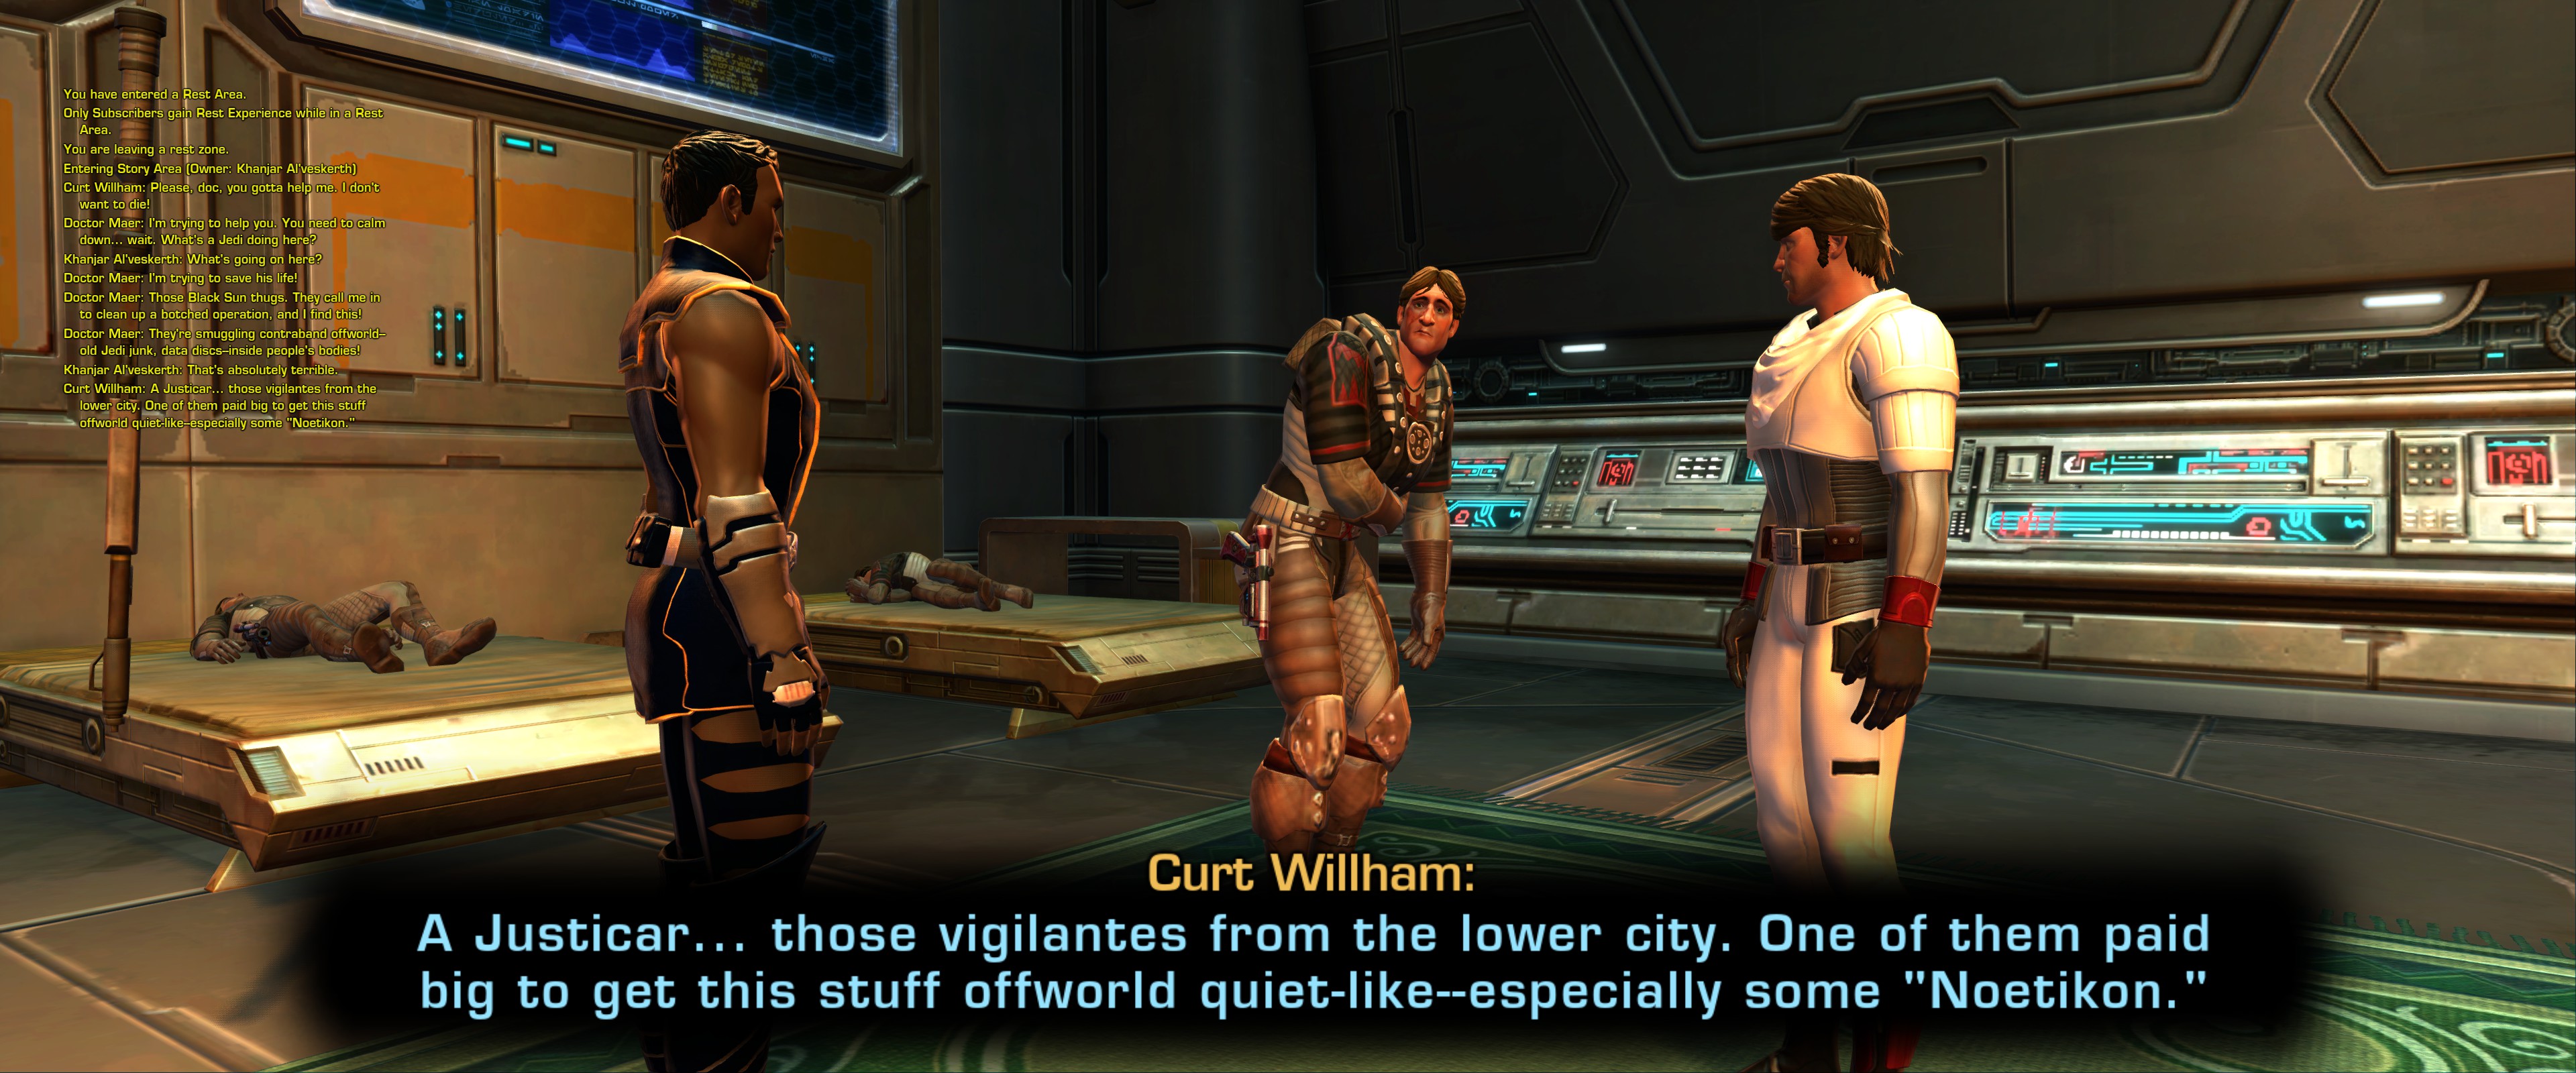 You have entered a Rest Area.
Only Subscribers gain Rest Experience while in a Rest
Area.
You are leaving a rest zone.
Entering Story Area (Owner: Khanjar Al'veskerth)
Curt Willham: Please, doc, you gotta help me. I don't
want to die!
Doctor Maer: I'm trying to help you. You need to calm
down... wait. What's a Jedi doing here?
Khanjar Al'veskerth: What's going on here?
Doctor Maer: I'm trying to save his life!
Doctor Maer: Those Black Sun thugs. They call me in
to clean up a botched operation, and I find this!
Doctor Maer: They're smuggling contraband offworld--
old Jedi junk, data discs--inside people's bodies!
Khanjar Al'veskerth: That's absolutely terrible.
Curt Willham: A Justicar... those vigilantes from the
lower city. One of them paid big to get this stuff
offworld quiet-like--especially some "Noetikon."
Curt Willham:
A Justicar... those vigilantes from the lower city. One of them paid
big to get this stuff offworld quiet-like--especially some "Noetikon."